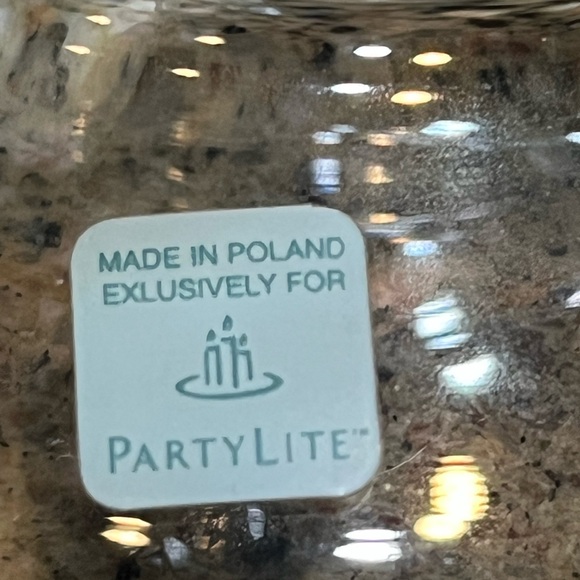 MADE IN POLAND
EXLUSIVELY FOR
PARTYLITE™